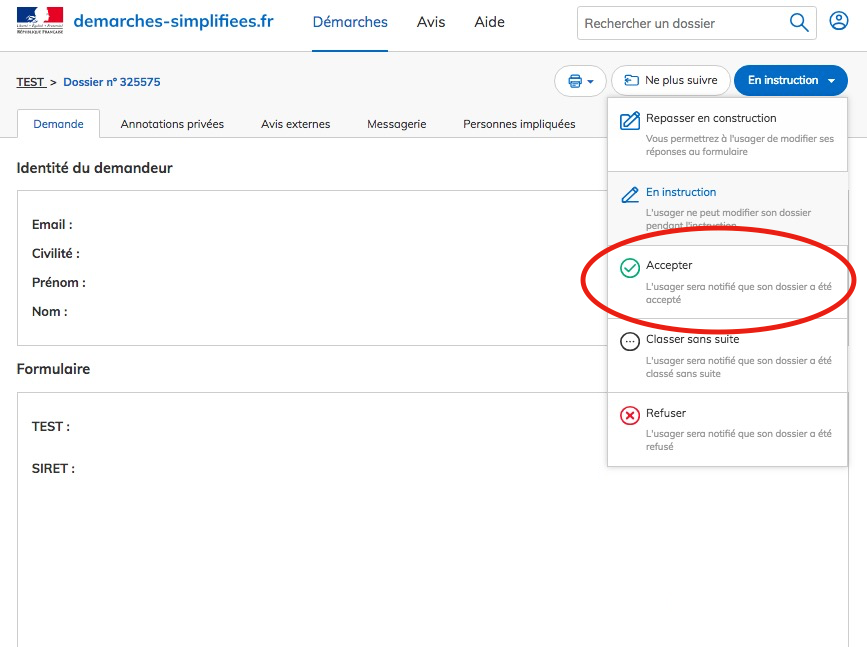 demarches-simplifiees.fr
Démarches
Avis
Aide
Rechercher un dossier
RÉPUBLIQUE FRANÇAISE
TEST > Dossier nº 325575
Ne plus suivre
En instruction
Demande
Annotations privées
Avis externes
Messagerie
Personnes impliquées
Repasser en construction
Vous permettrez à l'usager de modifier ses
réponses au formulaire
En instruction
L'usager ne peut modifier son dossier
pendant l'instruction
Accepter
L'usager sera notifié que son dossier a été
accepté
Classer sans suite
L'usager sera notifié que son dossier a été
classé sans suite
Refuser
L'usager sera notifié que son dossier a été
refusé
Identité du demandeur
Email :
Civilité :
Prénom :
Nom :
Formulaire
TEST :
SIRET :